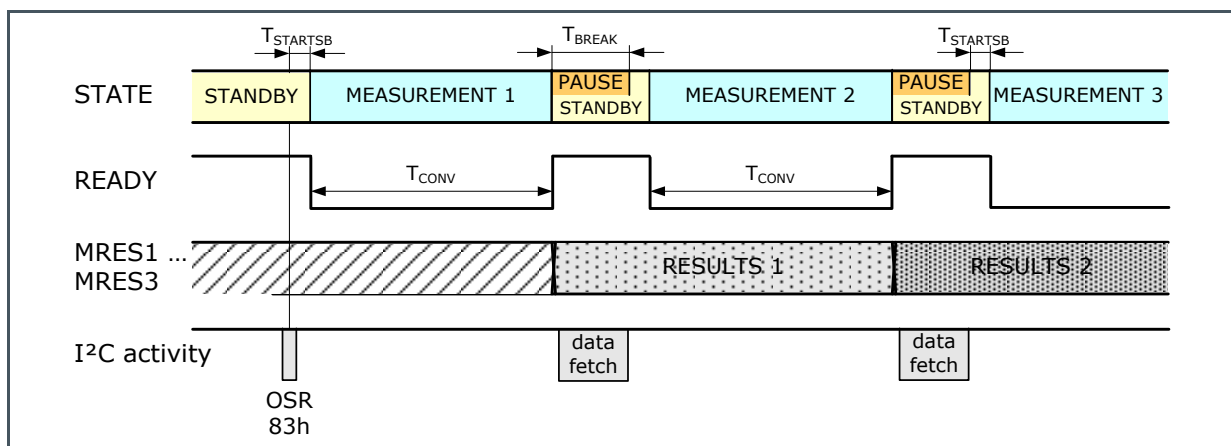 TSTARTSB TBREAK TSTARTSB
STATE STANDBY MEASUREMENT 1 PAUSE STANDBY MEASUREMENT 2 PAUSE STANDBY MEASUREMENT 3
READY TCONV TCONV
MRES1 ...
MRES3 RESULTS 1 RESULTS 2
I²C activity data fetch data fetch
OSR
83h